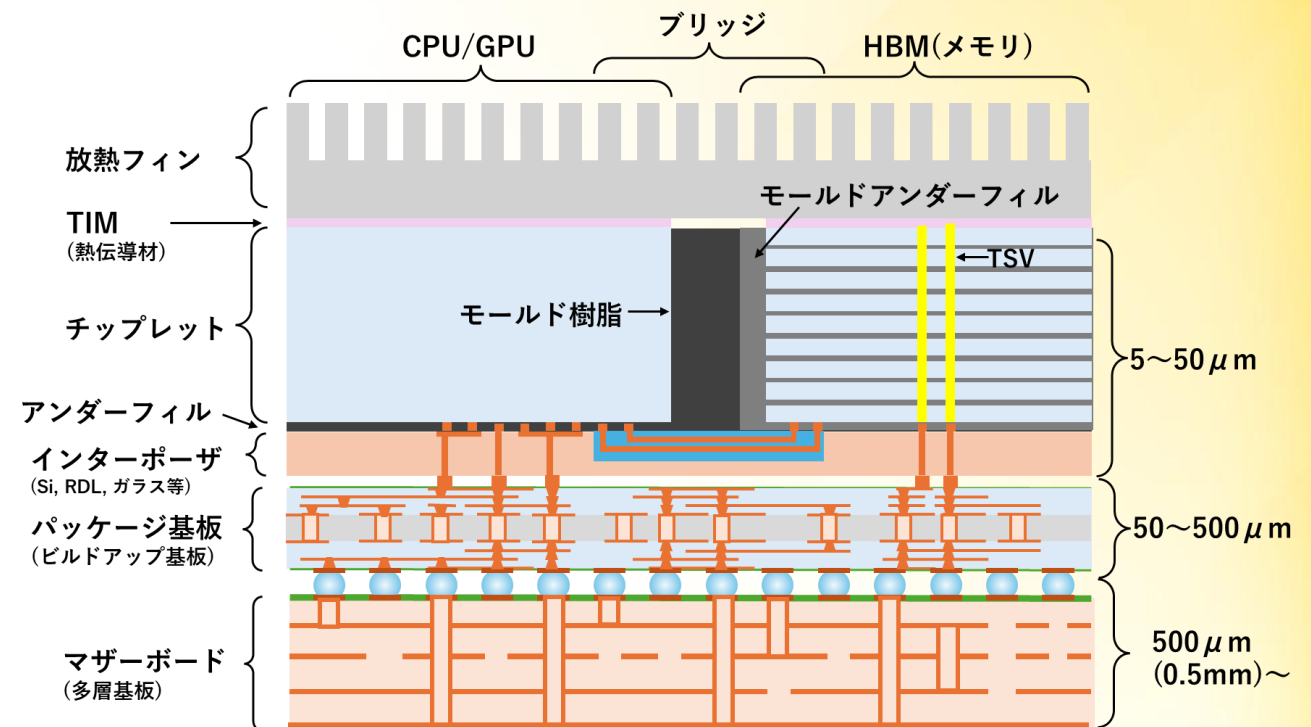 ブリッジ
CPU/GPU
HBM(メモリ)
放熱フィン
モールドアンダーフィル
TIM
(熱伝導材)
TSV
モールド樹脂
チップレット
5～50μm
アンダーフィル
インターポーザ
(Si, RDL, ガラス等)
パッケージ基板
(ビルドアップ基板)
50～500μm
マザーボード
(多層基板)
500μm
(0.5mm)～